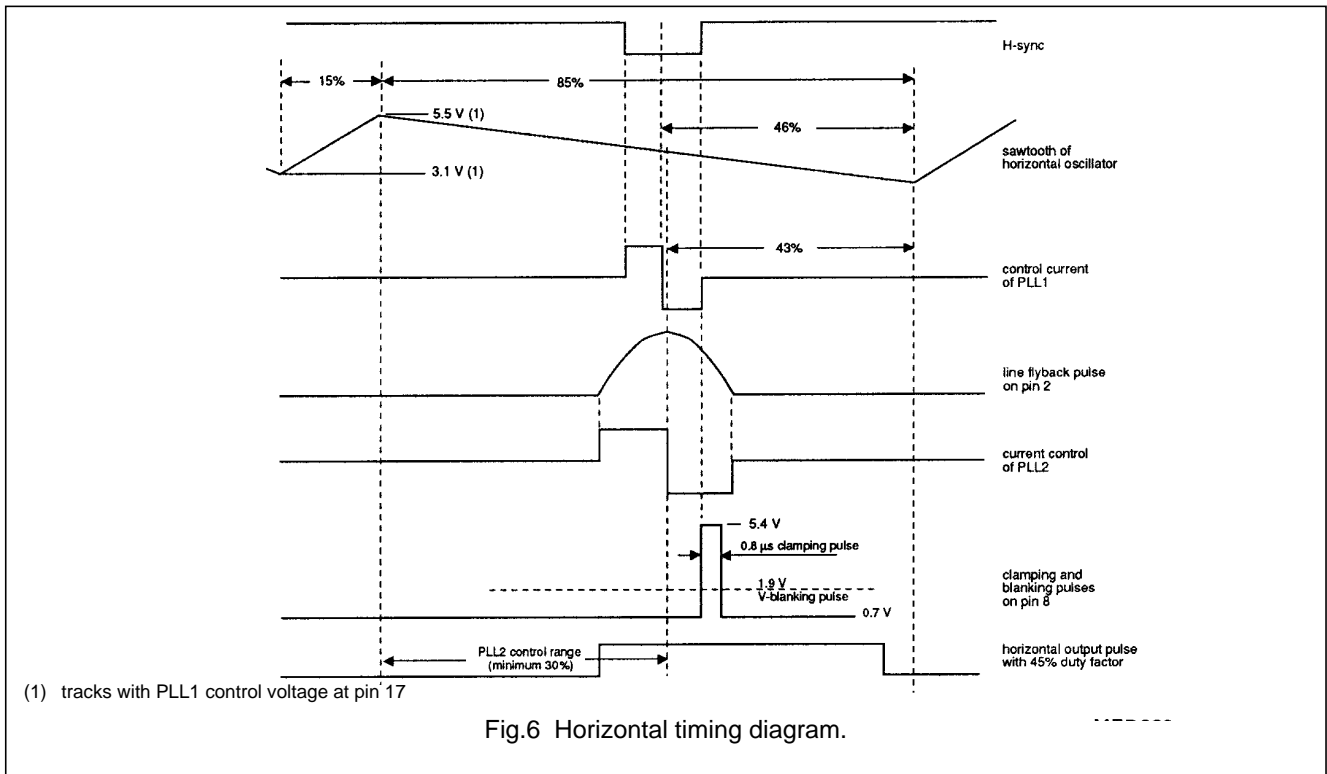 H-sync
15%
85%
5.5 V (1)
46%
sawtooth of
horizontal oscillator
3.1 V (1)
43%
control current
of PLL1
line flyback pulse
on pin 2
current control
of PLL2
5.4 V
0.8 µs clamping pulse
1.9 V
V-blanking pulse
clamping and
blanking pulses
on pin 8
0.7 V
PLL2 control range
(minimum 30%)
horizontal output pulse
with 45% duty factor
(1) tracks with PLL1 control voltage at pin 17
Fig.6 Horizontal timing diagram.